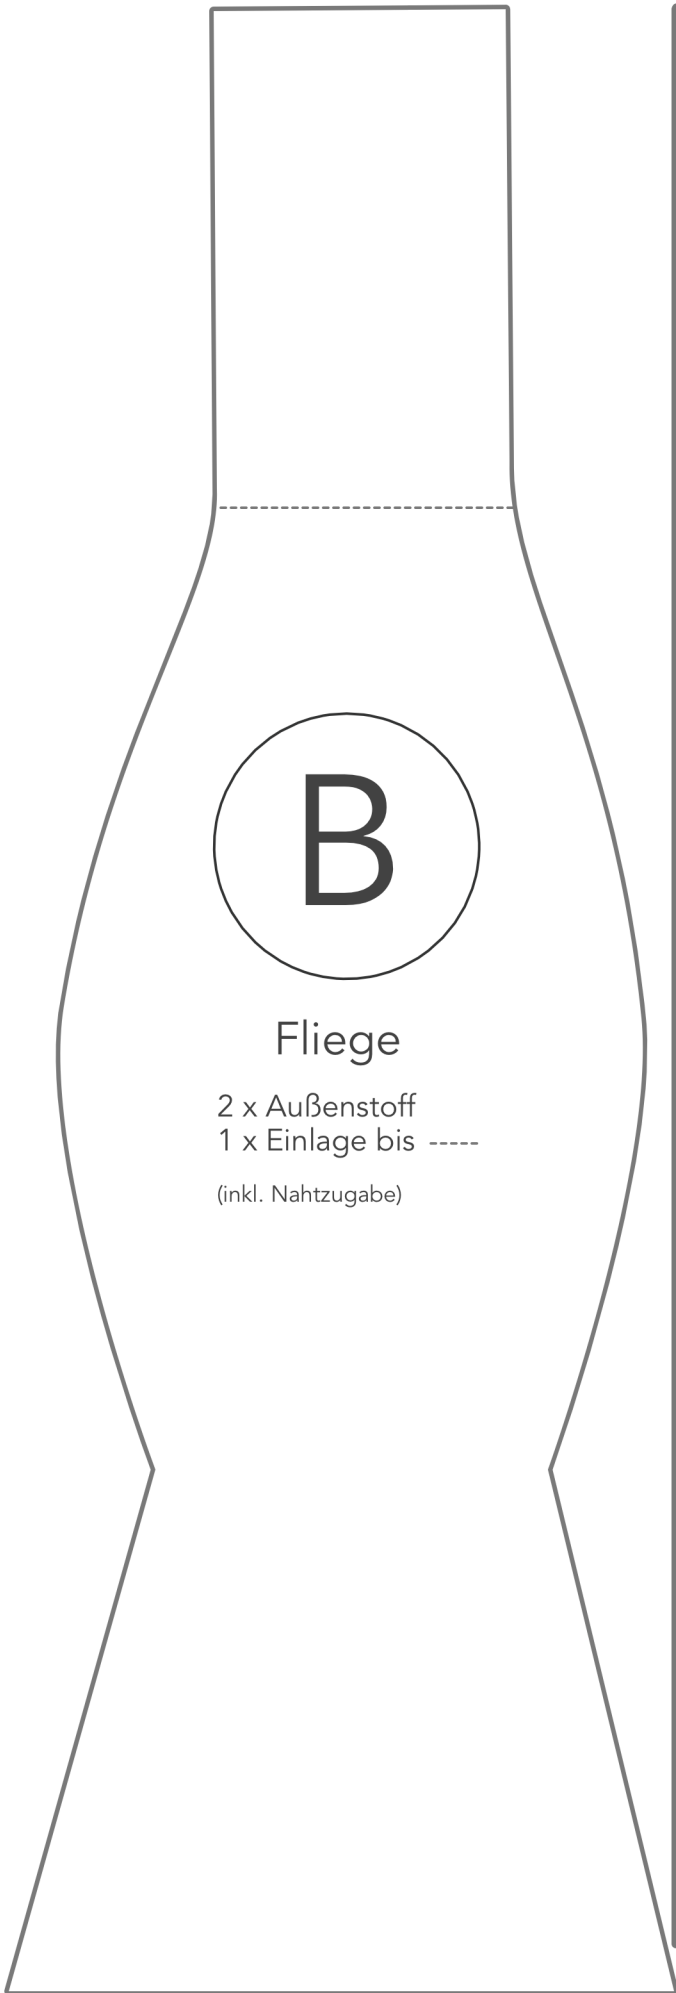 B
Fliege
2 x Außenstoff
1 x Einlage bis -----
(inkl. Nahtzugabe)